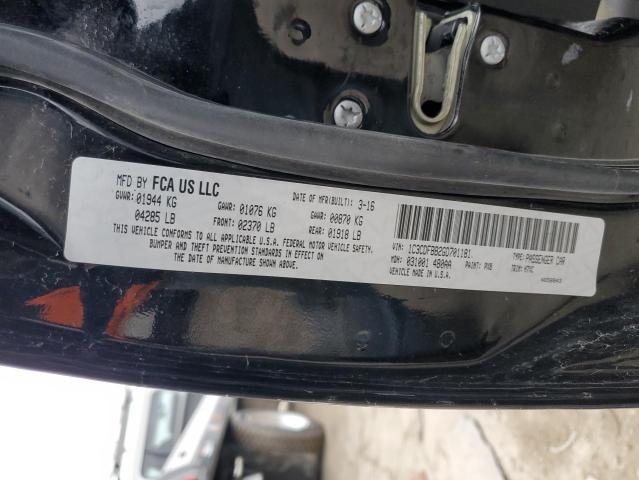 MFD BY FCA US LLC
GVWR: 01944 KG
04285 LB
GAWR: 01076 KG
FRONT: 02370 LB
DATE OF MFR(BUILT): 3-16
GAWR: 00870 KG
REAR: 01918 LB
THIS VEHICLE CONFORMS TO ALL APPLICABLE U.S.A. FEDERAL MOTOR VEHICLE SAFETY,
BUMPER AND THEFT PREVENTION STANDARDS IN EFFECT ON
THE DATE OF MANUFACTURE SHOWN ABOVE.
VIN: 1C3CDFBB2GD701181
TYPE: PASSENGER CAR
MDH: 031001 480AA
PAINT: PXB
TRIM:
VEHICLE MADE IN U.S.A.